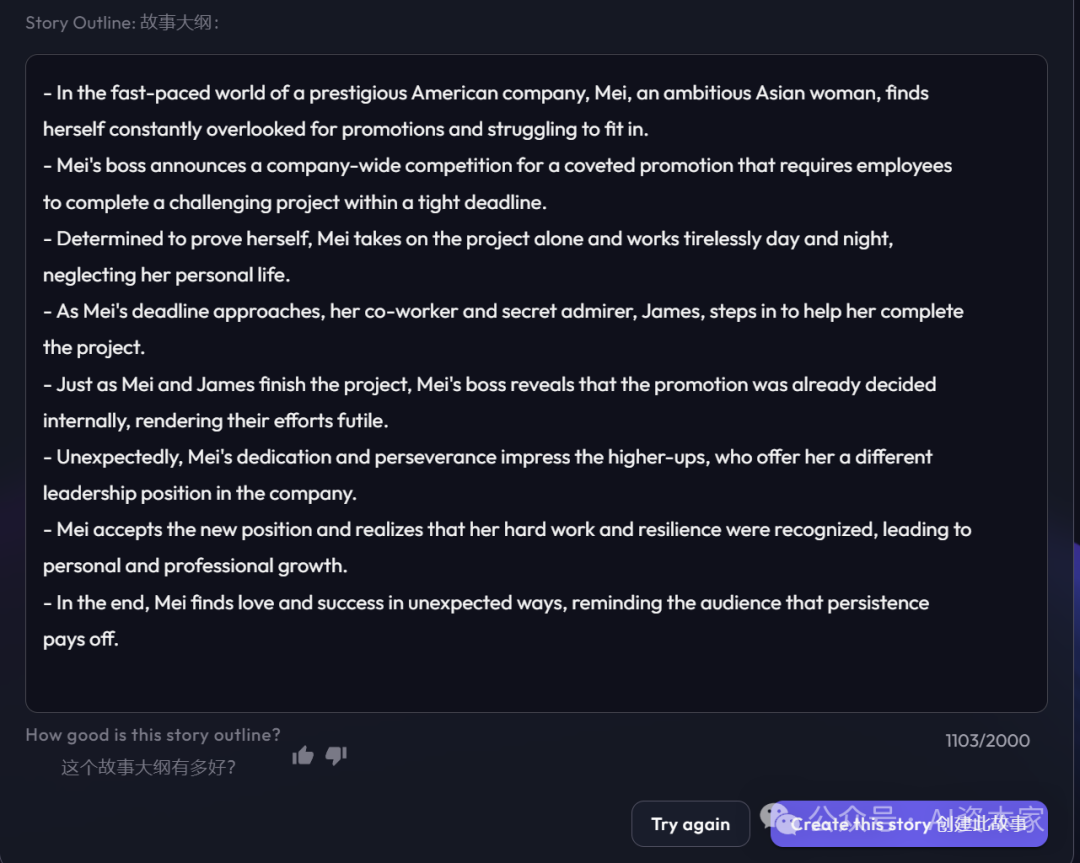 Story Outline: 故事大纲:
- In the fast-paced world of a prestigious American company, Mei, an ambitious Asian woman, finds
herself constantly overlooked for promotions and struggling to fit in.
- Mei's boss announces a company-wide competition for a coveted promotion that requires employees
to complete a challenging project within a tight deadline.
- Determined to prove herself, Mei takes on the project alone and works tirelessly day and night,
neglecting her personal life.
- As Mei's deadline approaches, her co-worker and secret admirer, James, steps in to help her complete
the project.
- Just as Mei and James finish the project, Mei's boss reveals that the promotion was already decided
internally, rendering their efforts futile.
- Unexpectedly, Mei's dedication and perseverance impress the higher-ups, who offer her a different
leadership position in the company.
- Mei accepts the new position and realizes that her hard work and resilience were recognized, leading to
personal and professional growth.
- In the end, Mei finds love and success in unexpected ways, reminding the audience that persistence
pays off.
How good is this story outline?
这个故事大纲有多好?
1103/2000
Try again
Create this story 创建此故事
公众号 · AI资本家